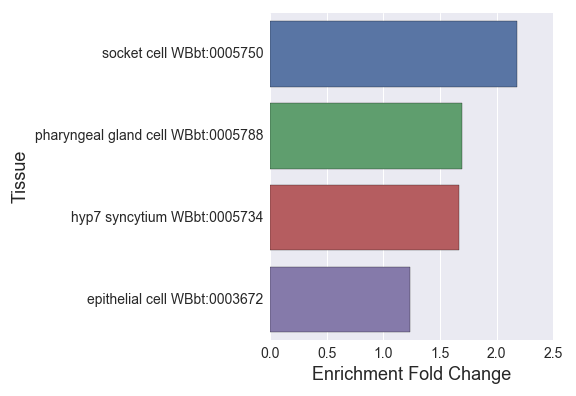 socket cell WBbt:0005750
pharyngeal gland cell WBbt:0005788
hyp7 syncytium WBbt:0005734
epithelial cell WBbt:0003672
Tissue
0.0 0.5 1.0 1.5 2.0 2.5
Enrichment Fold Change